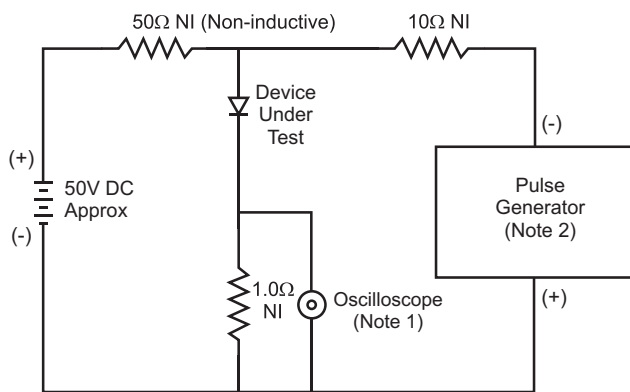 50Ω NI (Non-inductive)
10Ω NI
Device
Under
Test
(+)
50V DC
Approx
(-)
1.0Ω
NI
Oscilloscope
(Note 1)
(-)
Pulse
Generator
(Note 2)
(+)